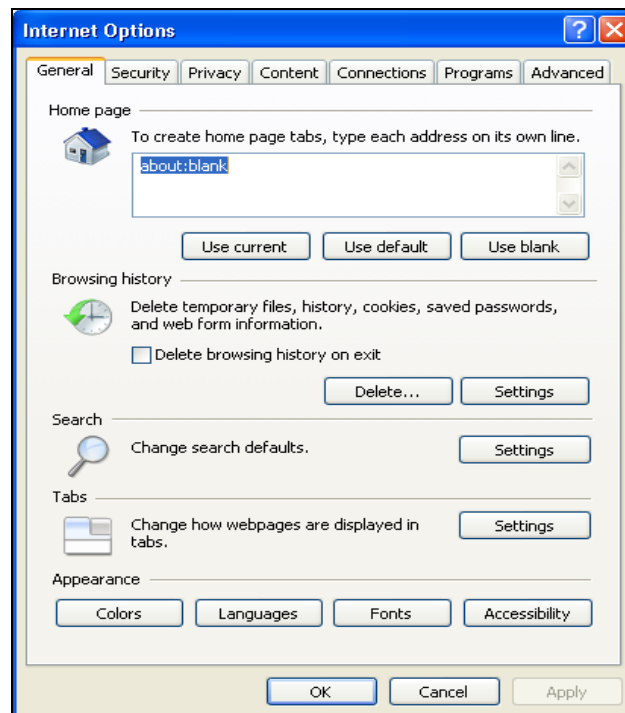 Internet Options
General Security Privacy Content Connections Programs Advanced
Home page
To create home page tabs, type each address on its own line.
about:blank
Use current Use default Use blank
Browsing history
Delete temporary files, history, cookies, saved passwords,
and web form information.
Delete browsing history on exit
Delete... Settings
Search
Change search defaults. Settings
Tabs
Change how webpages are displayed in
tabs.
Settings
Appearance
Colors Languages Fonts Accessibility
OK Cancel Apply